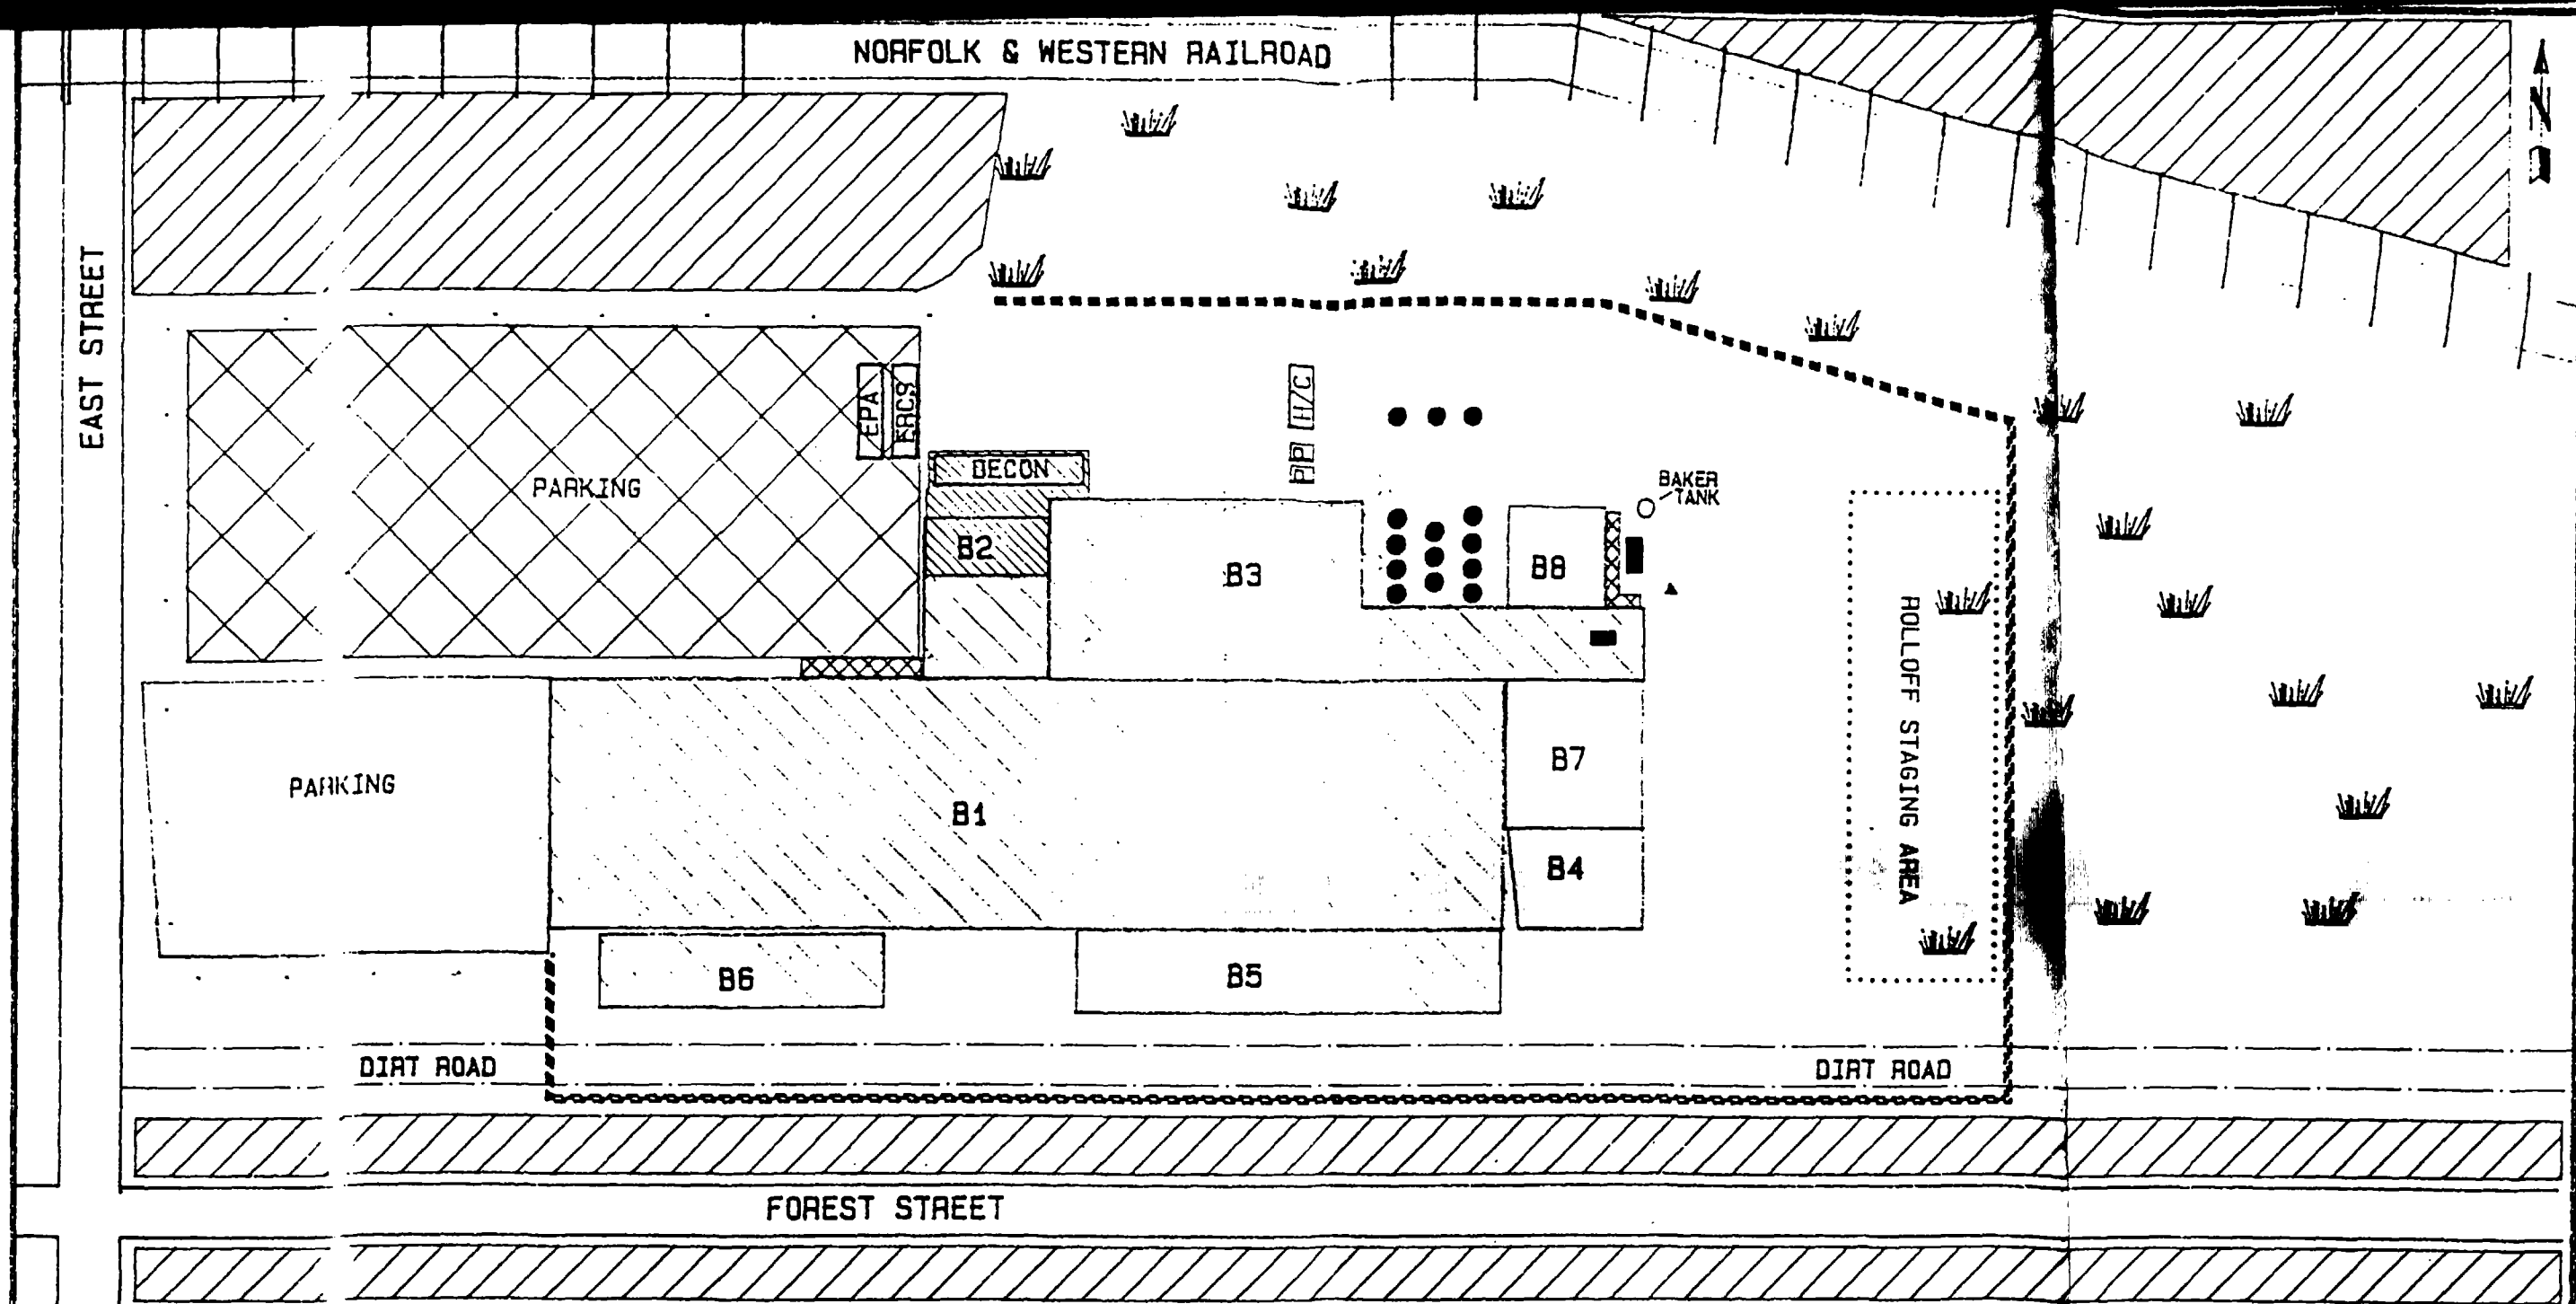 NORFOLK & WESTERN RAILROAD
N
EAST STREET
EPA
ERCS
H/C
P
P
DECON
PARKING
BAKER
TANK
B2
B3
B8
ROLLOFF STAGING AREA
PARKING
B1
B7
B4
B6
B5
DIRT ROAD
DIRT ROAD
FOREST STREET